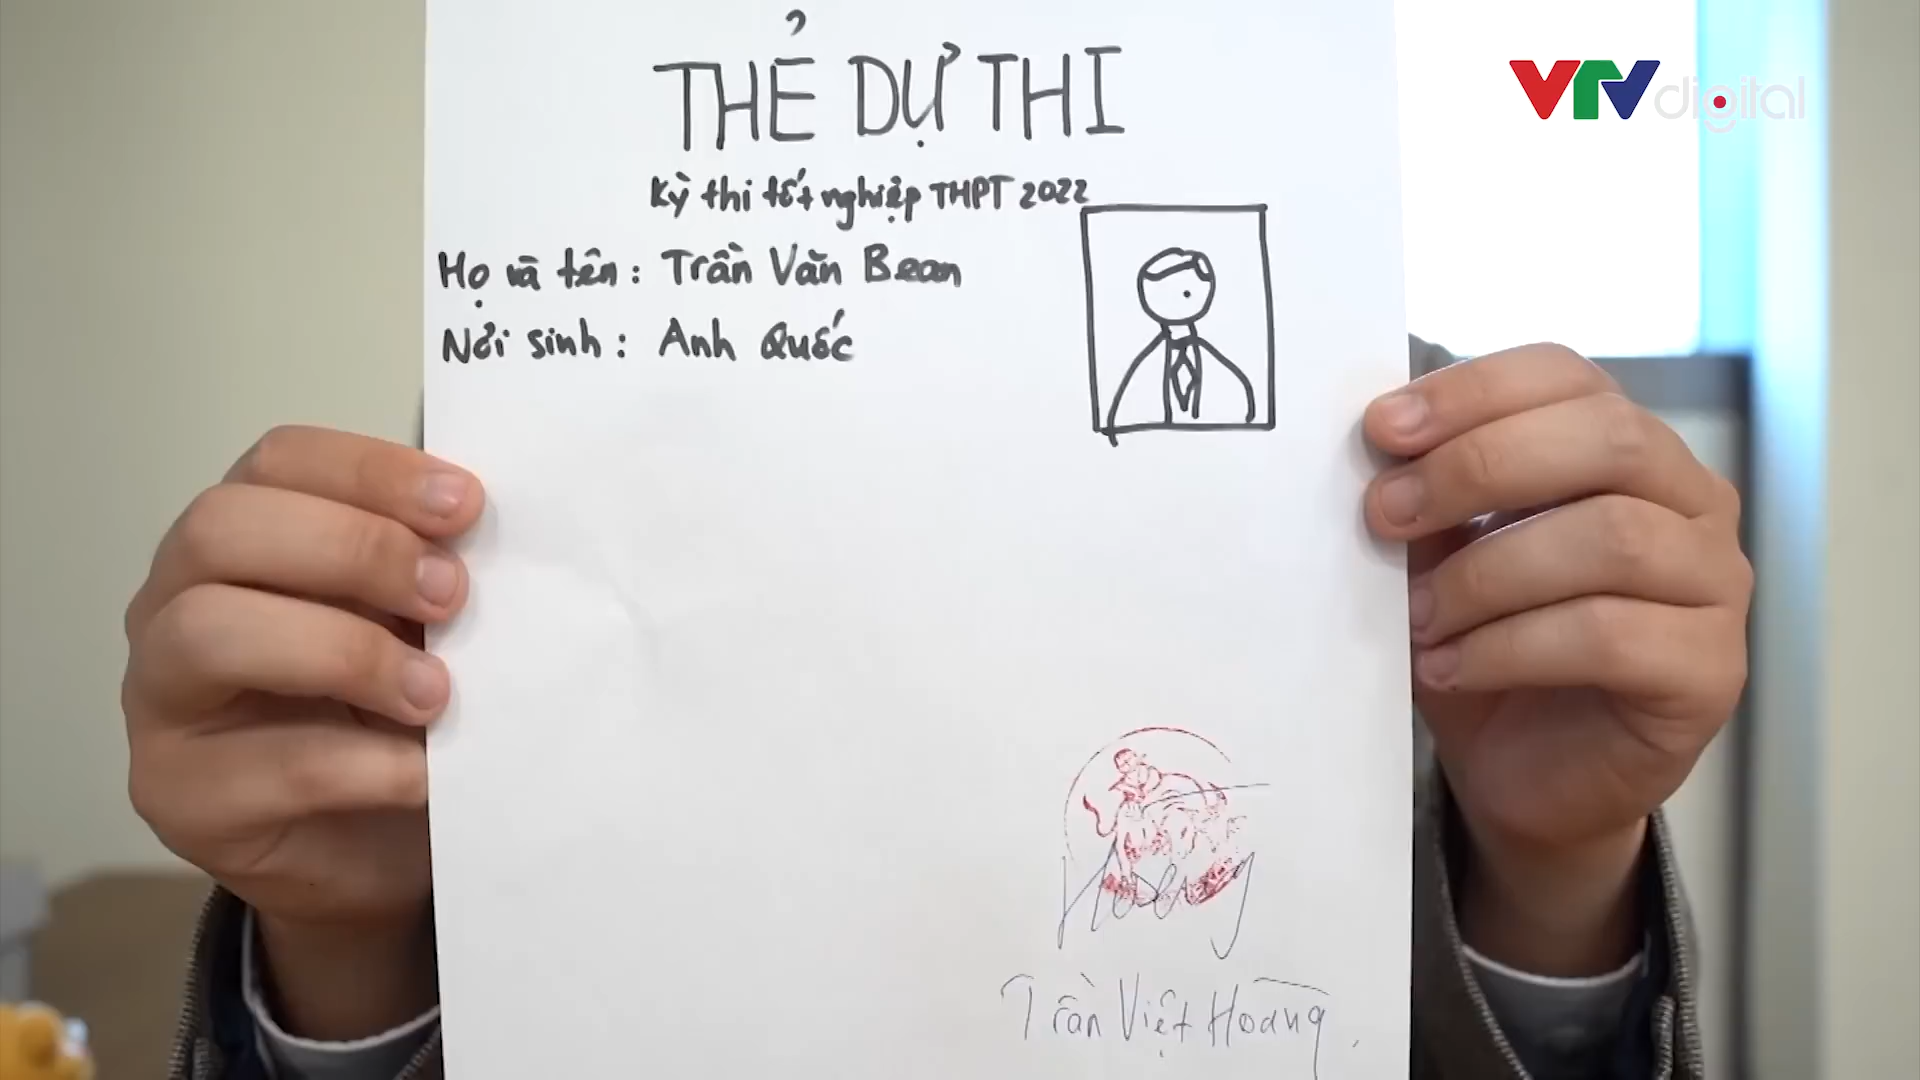 VTV digital
THẺ DỰ THI
Kỳ thi tốt nghiệp THPT 2022
Họ và tên: Trần Văn Bean
Nơi sinh: Anh Quốc
Hoang
Trần Việt Hoàng